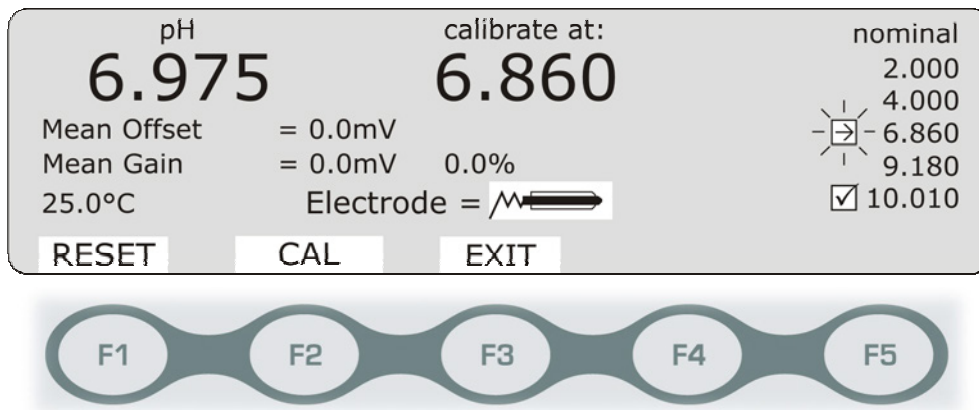 pH calibrate at: nominal
6.975 6.860 2.000
4.000
Mean Offset = 0.0mV 6.860
Mean Gain = 0.0mV 0.0% 9.180
25.0°C Electrode = 10.010
RESET CAL EXIT
F1 F2 F3 F4 F5